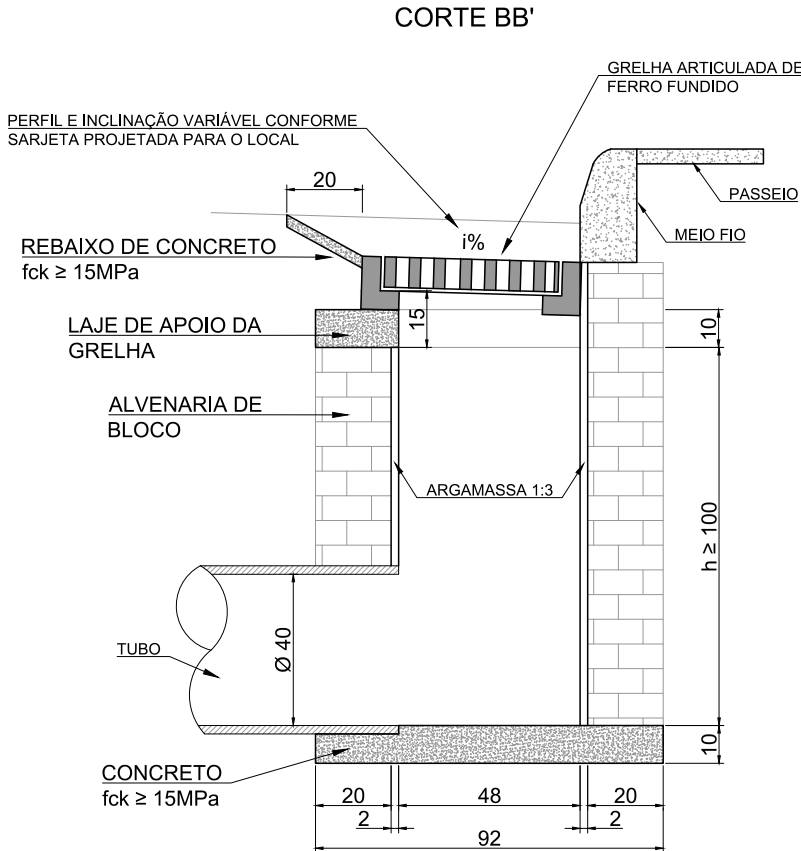 CORTE BB'
GRELHA ARTICULADA DE
FERRO FUNDIDO
PERFIL E INCLINAÇÃO VARIÁVEL CONFORME
SARJETA PROJETADA PARA O LOCAL
20
PASSEIO
MEIO FIO
i%
REBAIXO DE CONCRETO
fck ≥ 15MPa
15
10
LAJE DE APOIO DA
GRELHA
ALVENARIA DE
BLOCO
ARGAMASSA 1:3
h ≥ 100
Ø 40
TUBO
10
CONCRETO
fck ≥ 15MPa
20
48
20
2
2
92